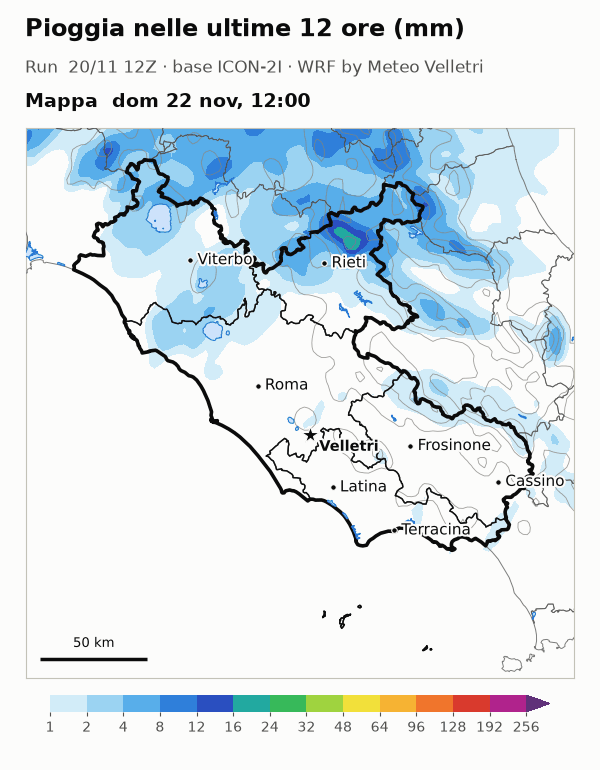 Pioggia nelle ultime 12 ore (mm)
Run 20/11 12Z · base ICON-2I · WRF by Meteo Velletri
Mappa dom 22 nov, 12:00
Viterbo
Rieti
Roma
Velletri
Frosinone
Latina
Cassino
Terracina
50 km
1 2 4 8 12 16 24 32 48 64 96 128 192 256